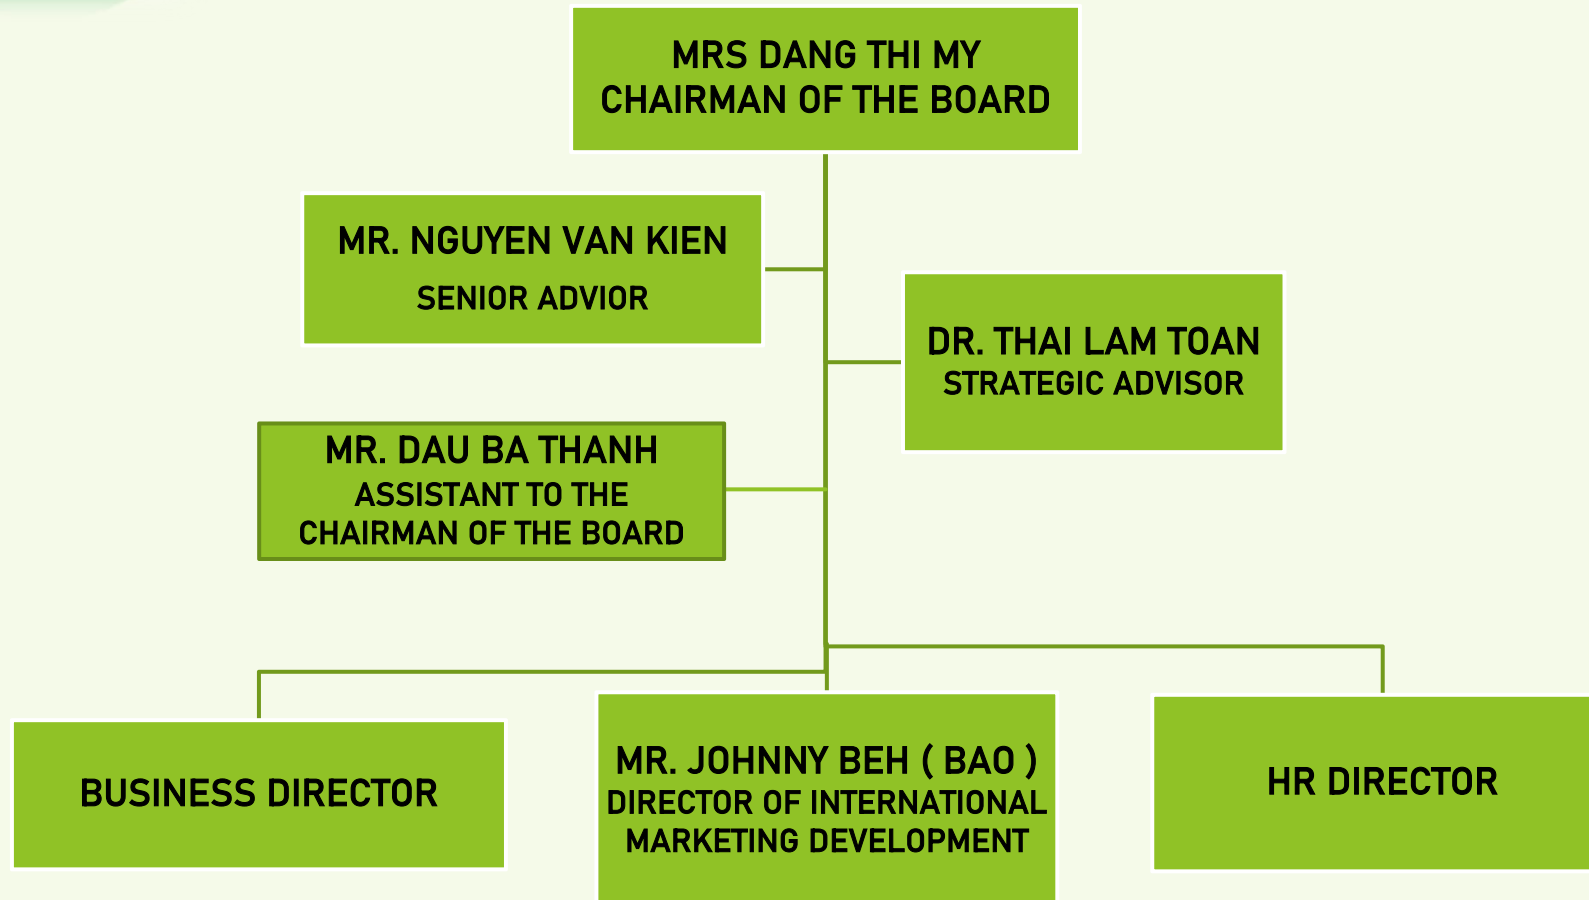 MRS DANG THI MY
CHAIRMAN OF THE BOARD
MR. NGUYEN VAN KIEN
SENIOR ADVIOR
DR. THAI LAM TOAN
STRATEGIC ADVISOR
MR. DAU BA THANH
ASSISTANT TO THE
CHAIRMAN OF THE BOARD
BUSINESS DIRECTOR
MR. JOHNNY BEH ( BAO )
DIRECTOR OF INTERNATIONAL
MARKETING DEVELOPMENT
HR DIRECTOR